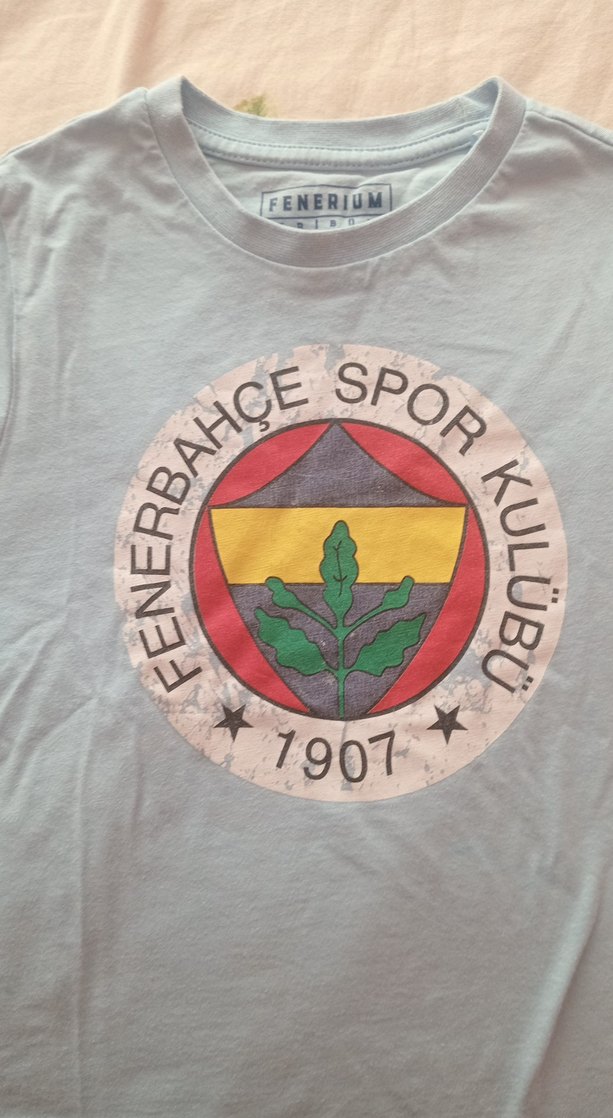 FENERIUM
FENERBAHÇE SPOR KULÜBÜ
★ 1907 ★